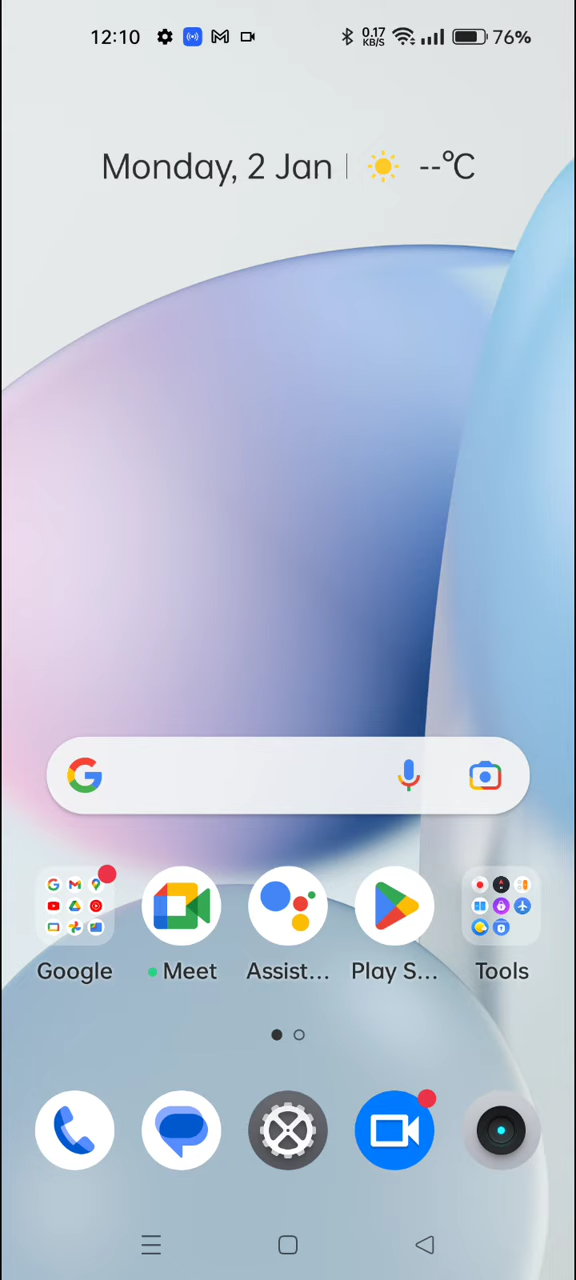 12:10 0.17 KB/S 76%
Monday, 2 Jan | --°C
Google Meet Assist... Play S... Tools